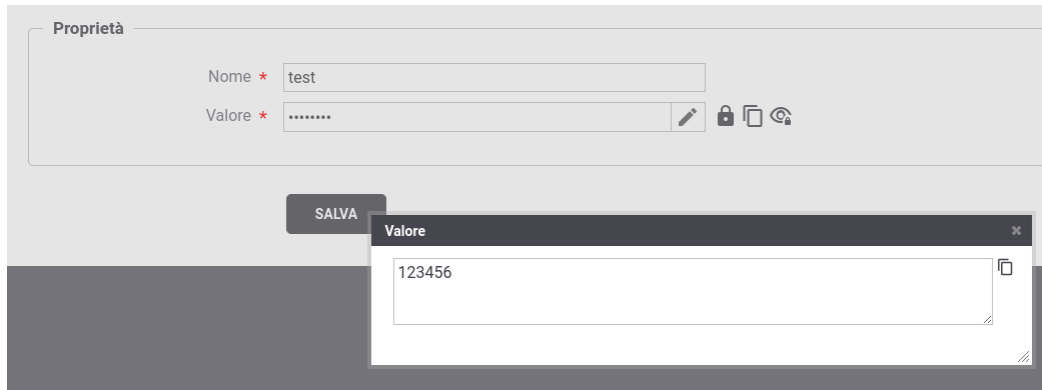 Proprietà
Nome * test
Valore * ••••••••
SALVA
Valore
123456